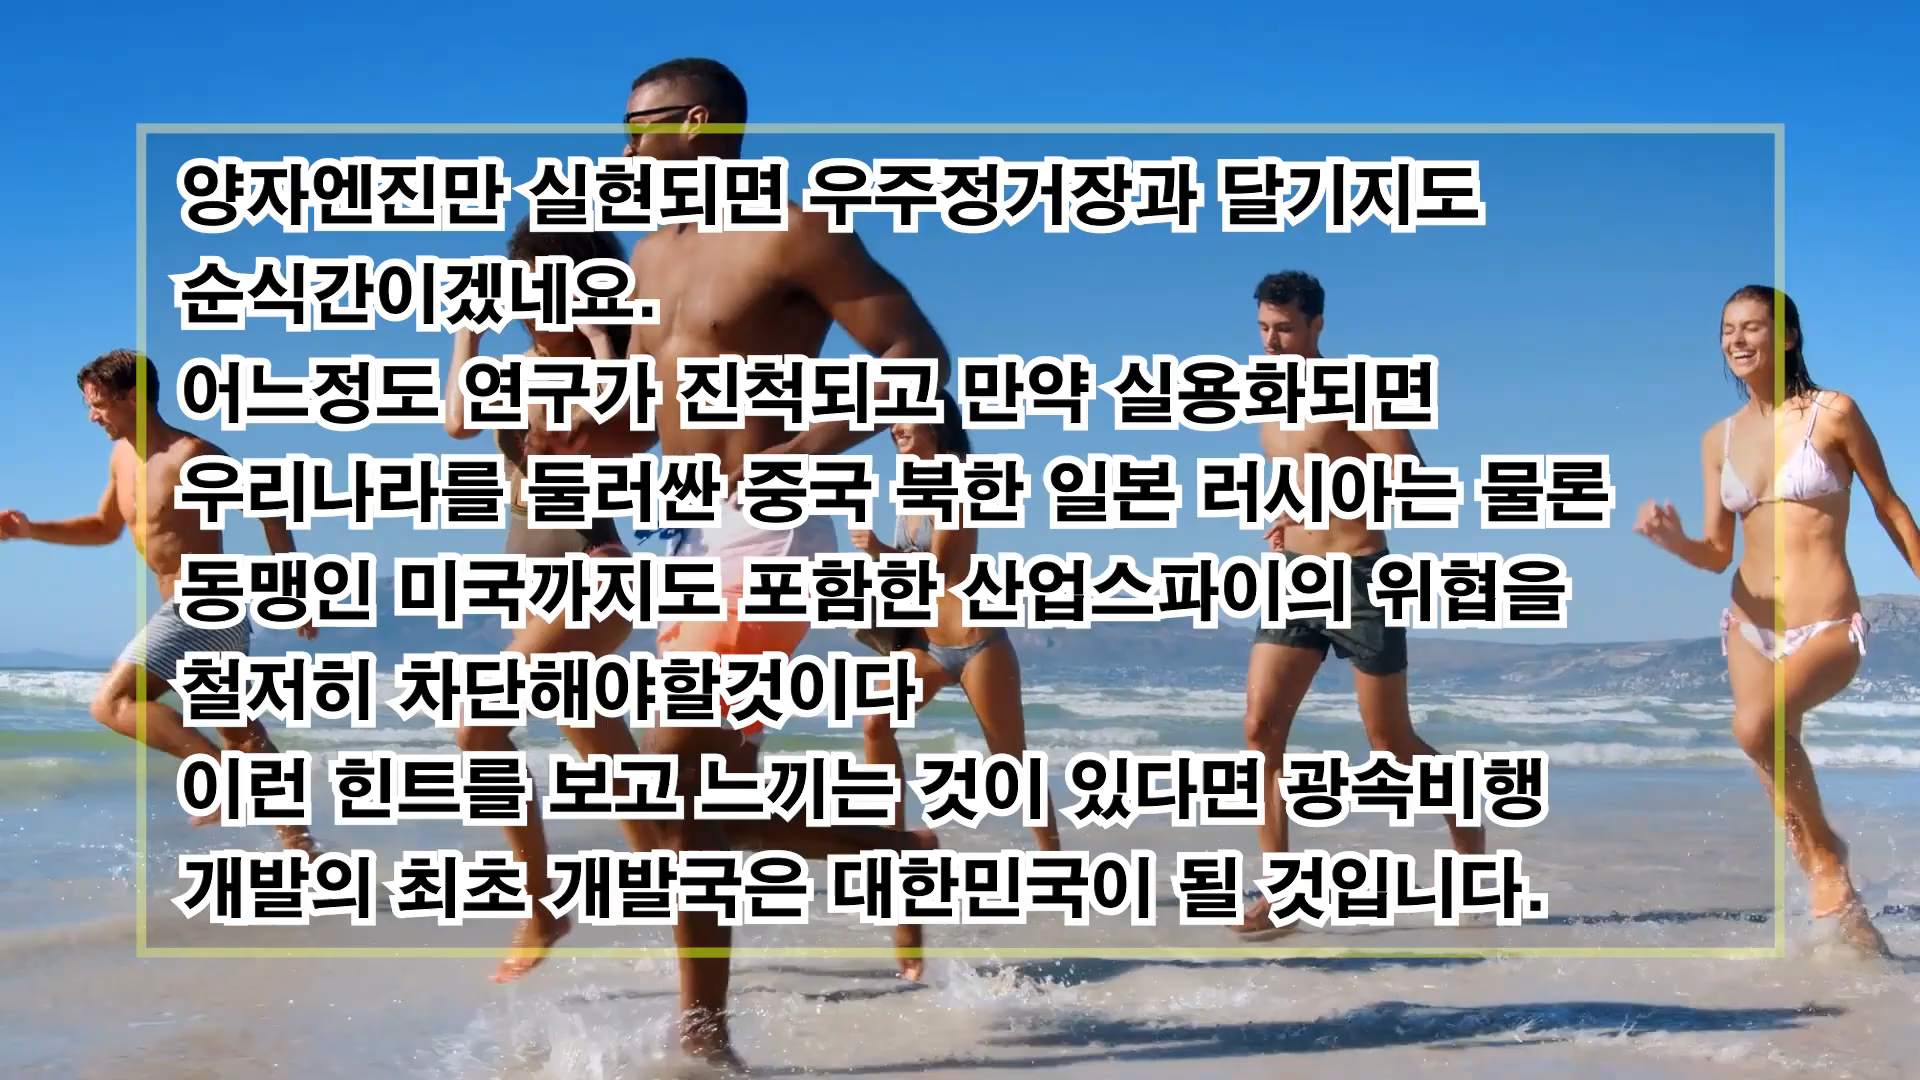 양자엔진만 실현되면 우주정거장과 달기지도
순식간이겠네요.
어느정도 연구가 진척되고 만약 실용화되면
우리나라를 둘러싼 중국 북한 일본 러시아는 물론
동맹인 미국까지도 포함한 산업스파이의 위협을
철저히 차단해야할것이다
이런 힌트를 보고 느끼는 것이 있다면 광속비행
개발의 최초 개발국은 대한민국이 될 것입니다.